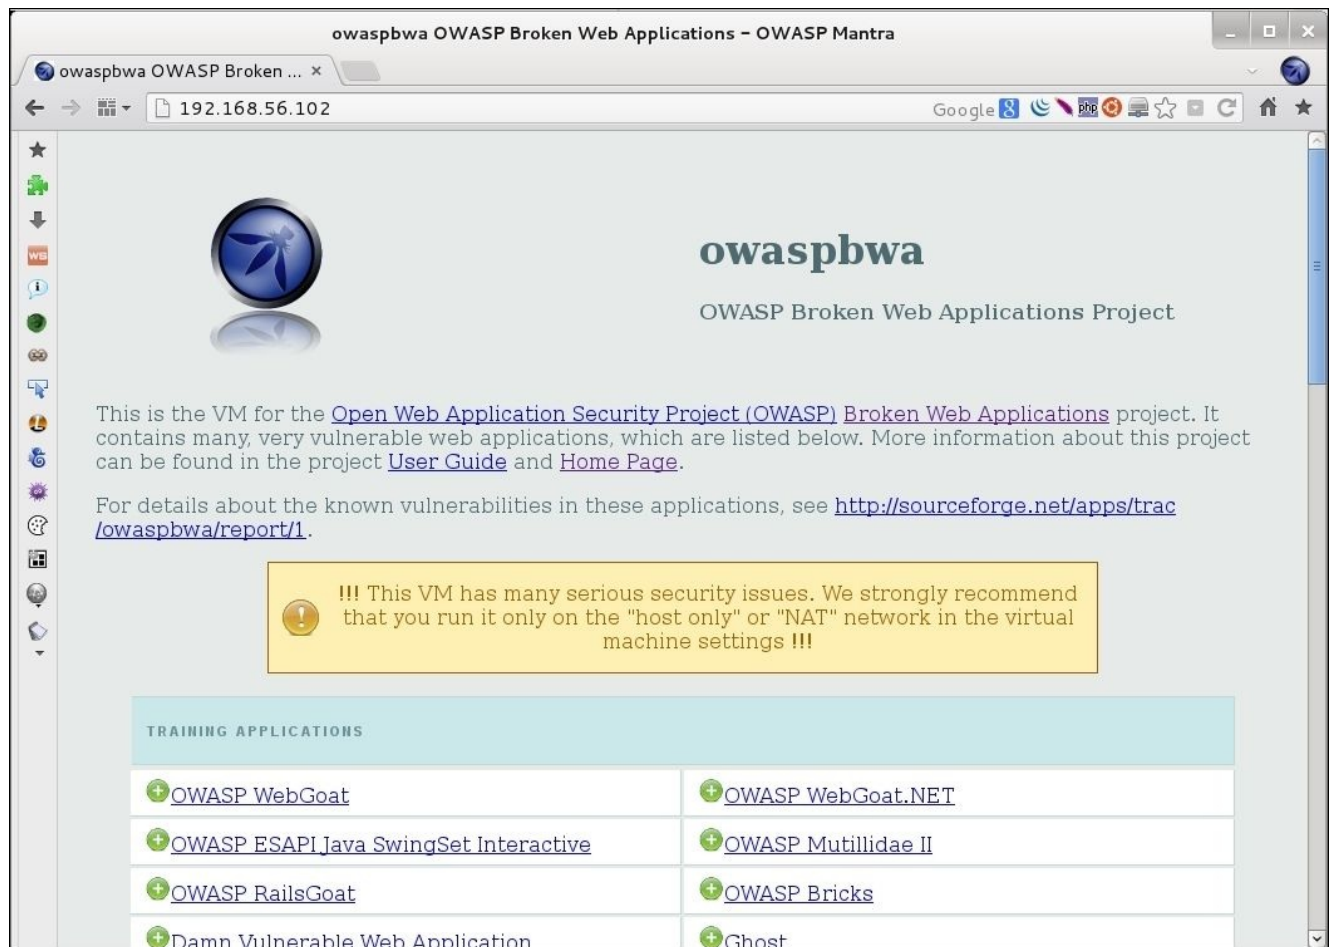 owaspbwa OWASP Broken Web Applications – OWASP Mantra
owaspbwa OWASP Broken ... ×
192.168.56.102
Google 8
php
WS
owaspbwa
OWASP Broken Web Applications Project
This is the VM for the Open Web Application Security Project (OWASP) Broken Web Applications project. It
contains many, very vulnerable web applications, which are listed below. More information about this project
can be found in the project User Guide and Home Page.
For details about the known vulnerabilities in these applications, see http://sourceforge.net/apps/trac
/owaspbwa/report/1.
!!! This VM has many serious security issues. We strongly recommend
that you run it only on the "host only" or "NAT" network in the virtual
machine settings !!!
TRAINING APPLICATIONS
OWASP WebGoat
OWASP WebGoat.NET
OWASP ESAPI Java SwingSet Interactive
OWASP Mutillidae II
OWASP RailsGoat
OWASP Bricks
Damn Vulnerable Web Application
Ghost